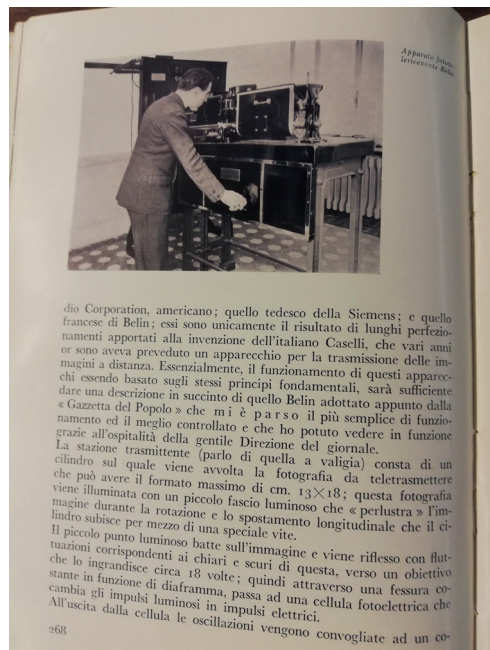 Apparato fotote-
lericevente Belin
dio Corporation, americano; quello tedesco della Siemens; e quello
francese di Belin; essi sono unicamente il risultato di lunghi perfezio-
namenti apportati alla invenzione dell'italiano Caselli, che vari anni
or sono aveva preveduto un apparecchio per la trasmissione delle im-
magini a distanza. Essenzialmente, il funzionamento di questi apparec-
chi essendo basato sugli stessi principi fondamentali, sarà sufficiente
dare una descrizione in succinto di quello Belin adottato appunto dalla
« Gazzetta del Popolo » che mi è parso il più semplice di funzio-
namento ed il meglio controllato e che ho potuto vedere in funzione
grazie all'ospitalità della gentile Direzione del giornale.
La stazione trasmittente (parlo di quella a valigia) consta di un
cilindro sul quale viene avvolta la fotografia da teletrasmettere
che può avere il formato massimo di cm. 13×18; questa fotografia
viene illuminata con un piccolo fascio luminoso che « perlustra » l'im-
magine durante la rotazione e lo spostamento longitudinale che il ci-
lindro subisce per mezzo di una speciale vite.
Il piccolo punto luminoso batte sull'immagine e viene riflesso con flut-
tuazioni corrispondenti ai chiari e scuri di questa, verso un obiettivo
che lo ingrandisce circa 18 volte; quindi attraverso una fessura co-
stante in funzione di diaframma, passa ad una cellula fotoelettrica che
cambia gli impulsi luminosi in impulsi elettrici.
All'uscita dalla cellula le oscillazioni vengono convogliate ad un co-
268